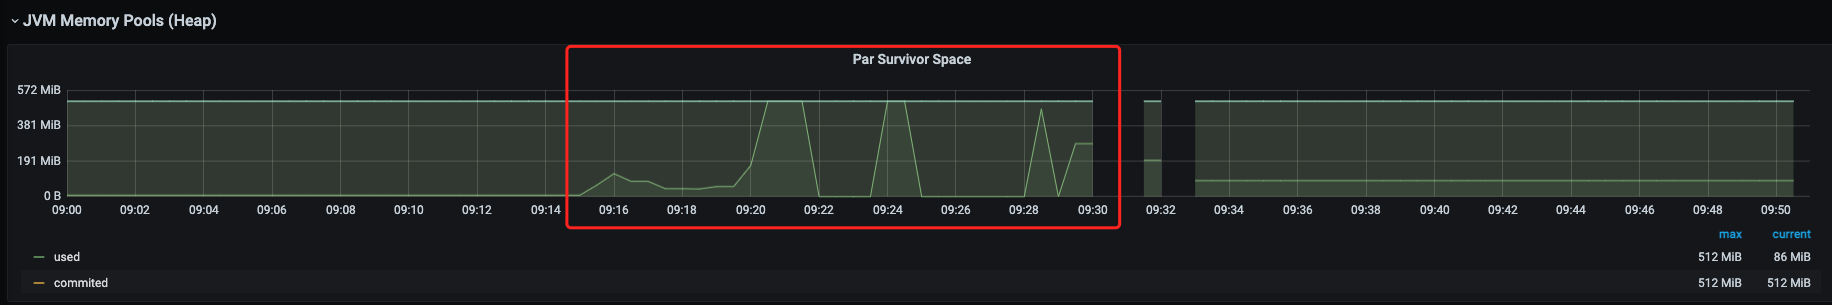 JVM Memory Pools (Heap)
Par Survivor Space
572 MiB
381 MiB
191 MiB
0 B
09:00 09:02 09:04 09:06 09:08 09:10 09:12 09:14 09:16 09:18 09:20 09:22 09:24 09:26 09:28 09:30 09:32 09:34 09:36 09:38 09:40 09:42 09:44 09:46 09:48 09:50
max current
used 512 MiB 86 MiB
commited 512 MiB 512 MiB